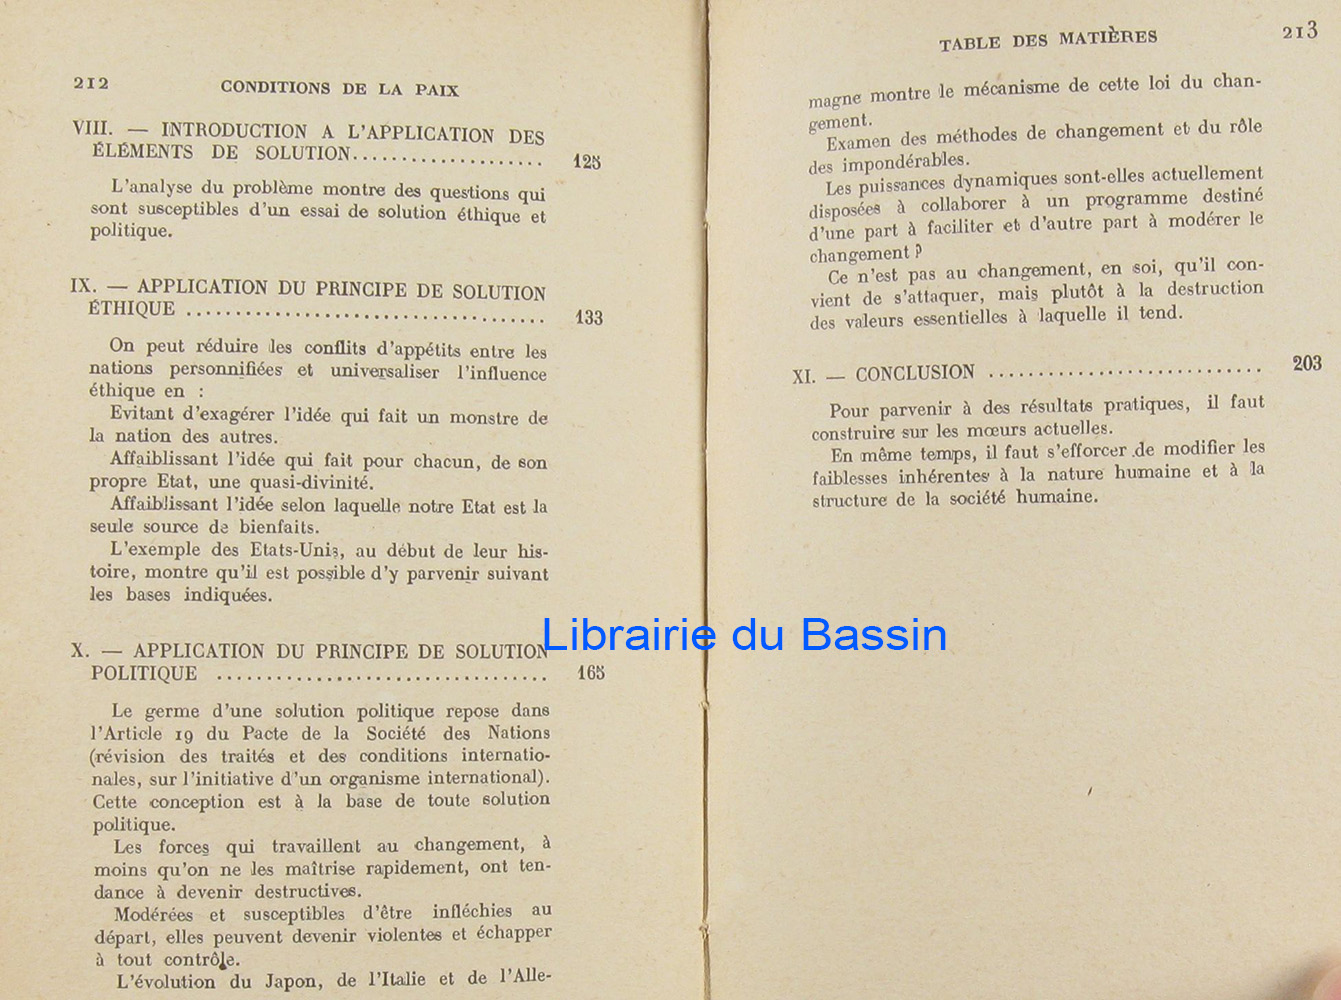 212 CONDITIONS DE LA PAIX
VIII. — INTRODUCTION A L'APPLICATION DES
ÉLÉMENTS DE SOLUTION.................... 125
L'analyse du problème montre des questions qui
sont susceptibles d'un essai de solution éthique et
politique.
IX. — APPLICATION DU PRINCIPE DE SOLUTION
ÉTHIQUE ..................................... 133
On peut réduire les conflits d'appétits entre les
nations personnifiées et universaliser l'influence
éthique en :
Evitant d'exagérer l'idée qui fait un monstre de
la nation des autres.
Affaiblissant l'idée qui fait pour chacun, de son
propre Etat, une quasi-divinité.
Affaiblissant l'idée selon laquelle notre Etat est la
seule source de bienfaits.
L'exemple des Etats-Unis, au début de leur his-
toire, montre qu'il est possible d'y parvenir suivant
les bases indiquées.
X. — APPLICATION DU PRINCIPE DE SOLUTION
POLITIQUE .................................. 165
Le germe d'une solution politique repose dans
l'Article 19 du Pacte de la Société des Nations
(révision des traités et des conditions internatio-
nales, sur l'initiative d'un organisme international).
Cette conception est à la base de toute solution
politique.
Les forces qui travaillent au changement, à
moins qu'on ne les maîtrise rapidement, ont ten-
dance à devenir destructives.
Modérées et susceptibles d'être infléchies au
départ, elles peuvent devenir violentes et échapper
à tout contrôle.
L'évolution du Japon, de l'Italie et de l'Alle-
TABLE DES MATIÈRES 213
magne montre le mécanisme de cette loi du chan-
gement.
Examen des méthodes de changement et du rôle
des impondérables.
Les puissances dynamiques sont-elles actuellement
disposées à collaborer à un programme destiné
d'une part à faciliter et d'autre part à modérer le
changement ?
Ce n'est pas au changement, en soi, qu'il con-
vient de s'attaquer, mais plutôt à la destruction
des valeurs essentielles à laquelle il tend.
XI. — CONCLUSION ............................ 203
Pour parvenir à des résultats pratiques, il faut
construire sur les mœurs actuelles.
En même temps, il faut s'efforcer de modifier les
faiblesses inhérentes à la nature humaine et à la
structure de la société humaine.
Librairie du Bassin